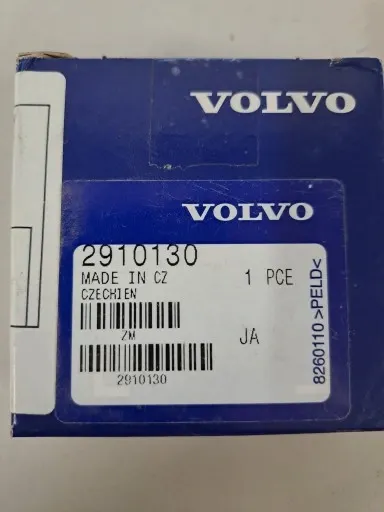 VOLVO
VOLVO
2910130
MADE IN CZ 1 PCE
CZECHIEN
ZM JA
2910130
8260110 >PELD<